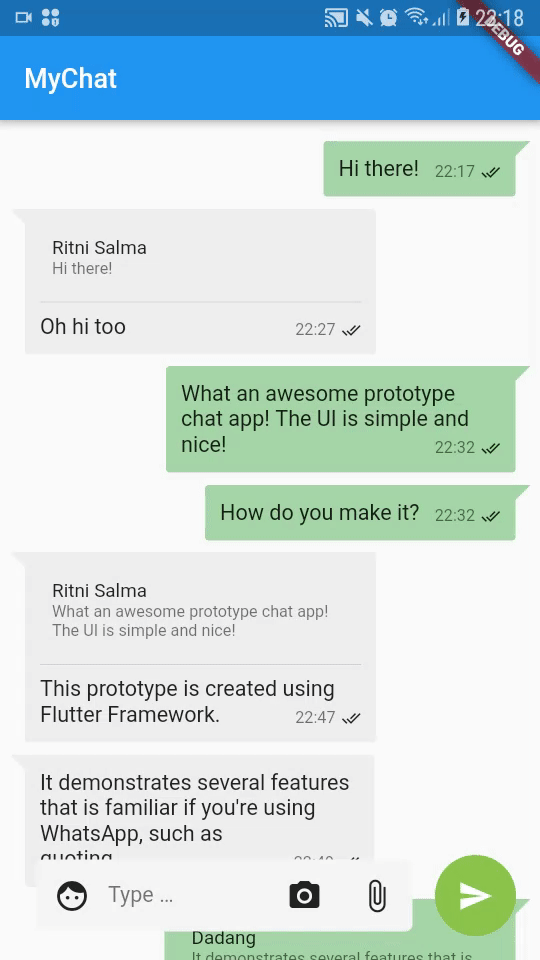 22:18
DEBUG
MyChat
Hi there! 22:17
Ritni Salma
Hi there!
Oh hi too 22:27
What an awesome prototype
chat app! The UI is simple and
nice! 22:32
How do you make it? 22:32
Ritni Salma
What an awesome prototype chat app!
The UI is simple and nice!
This prototype is created using
Flutter Framework. 22:47
It demonstrates several features
that is familiar if you're using
WhatsApp, such as
quoting
Type ...
Dadang
It demonstrates several features that is